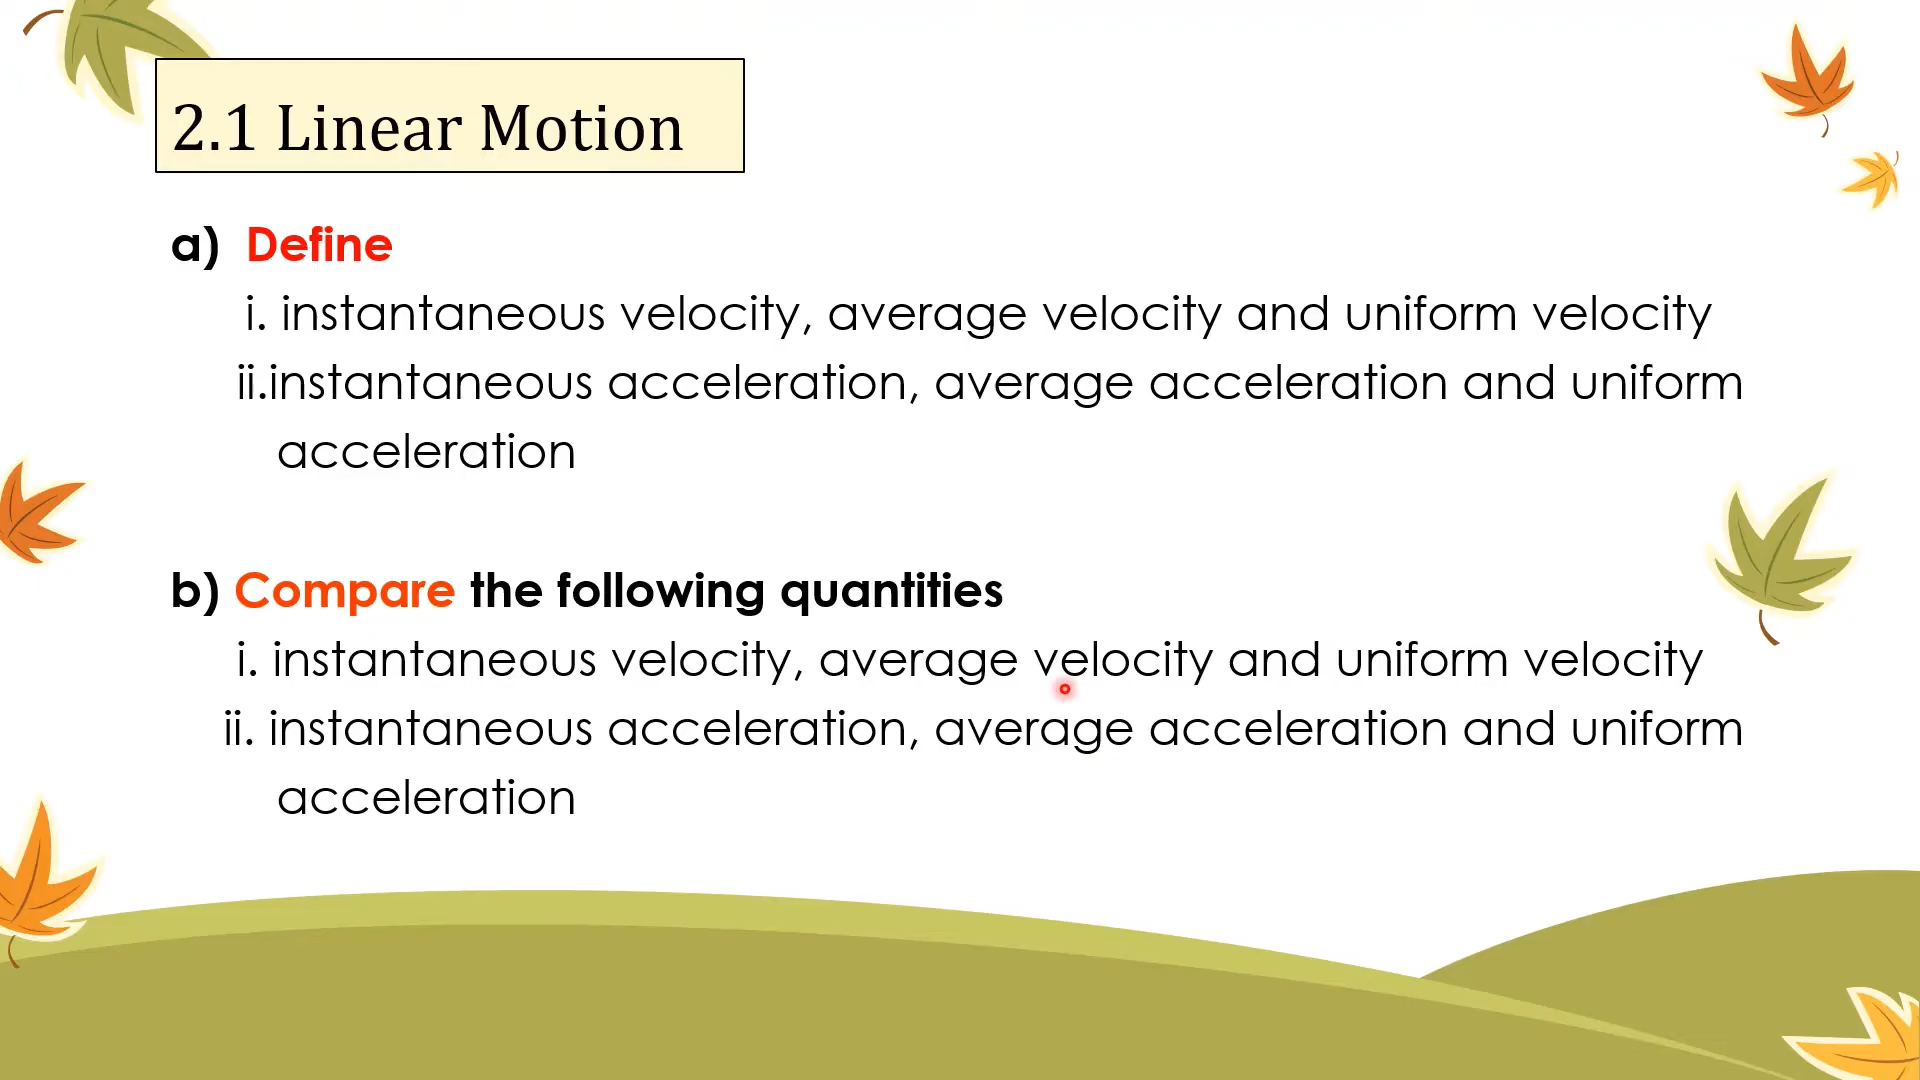 2.1 Linear Motion
a) Define
i. instantaneous velocity, average velocity and uniform velocity
ii.instantaneous acceleration, average acceleration and uniform
acceleration
b) Compare the following quantities
i. instantaneous velocity, average velocity and uniform velocity
ii. instantaneous acceleration, average acceleration and uniform
acceleration